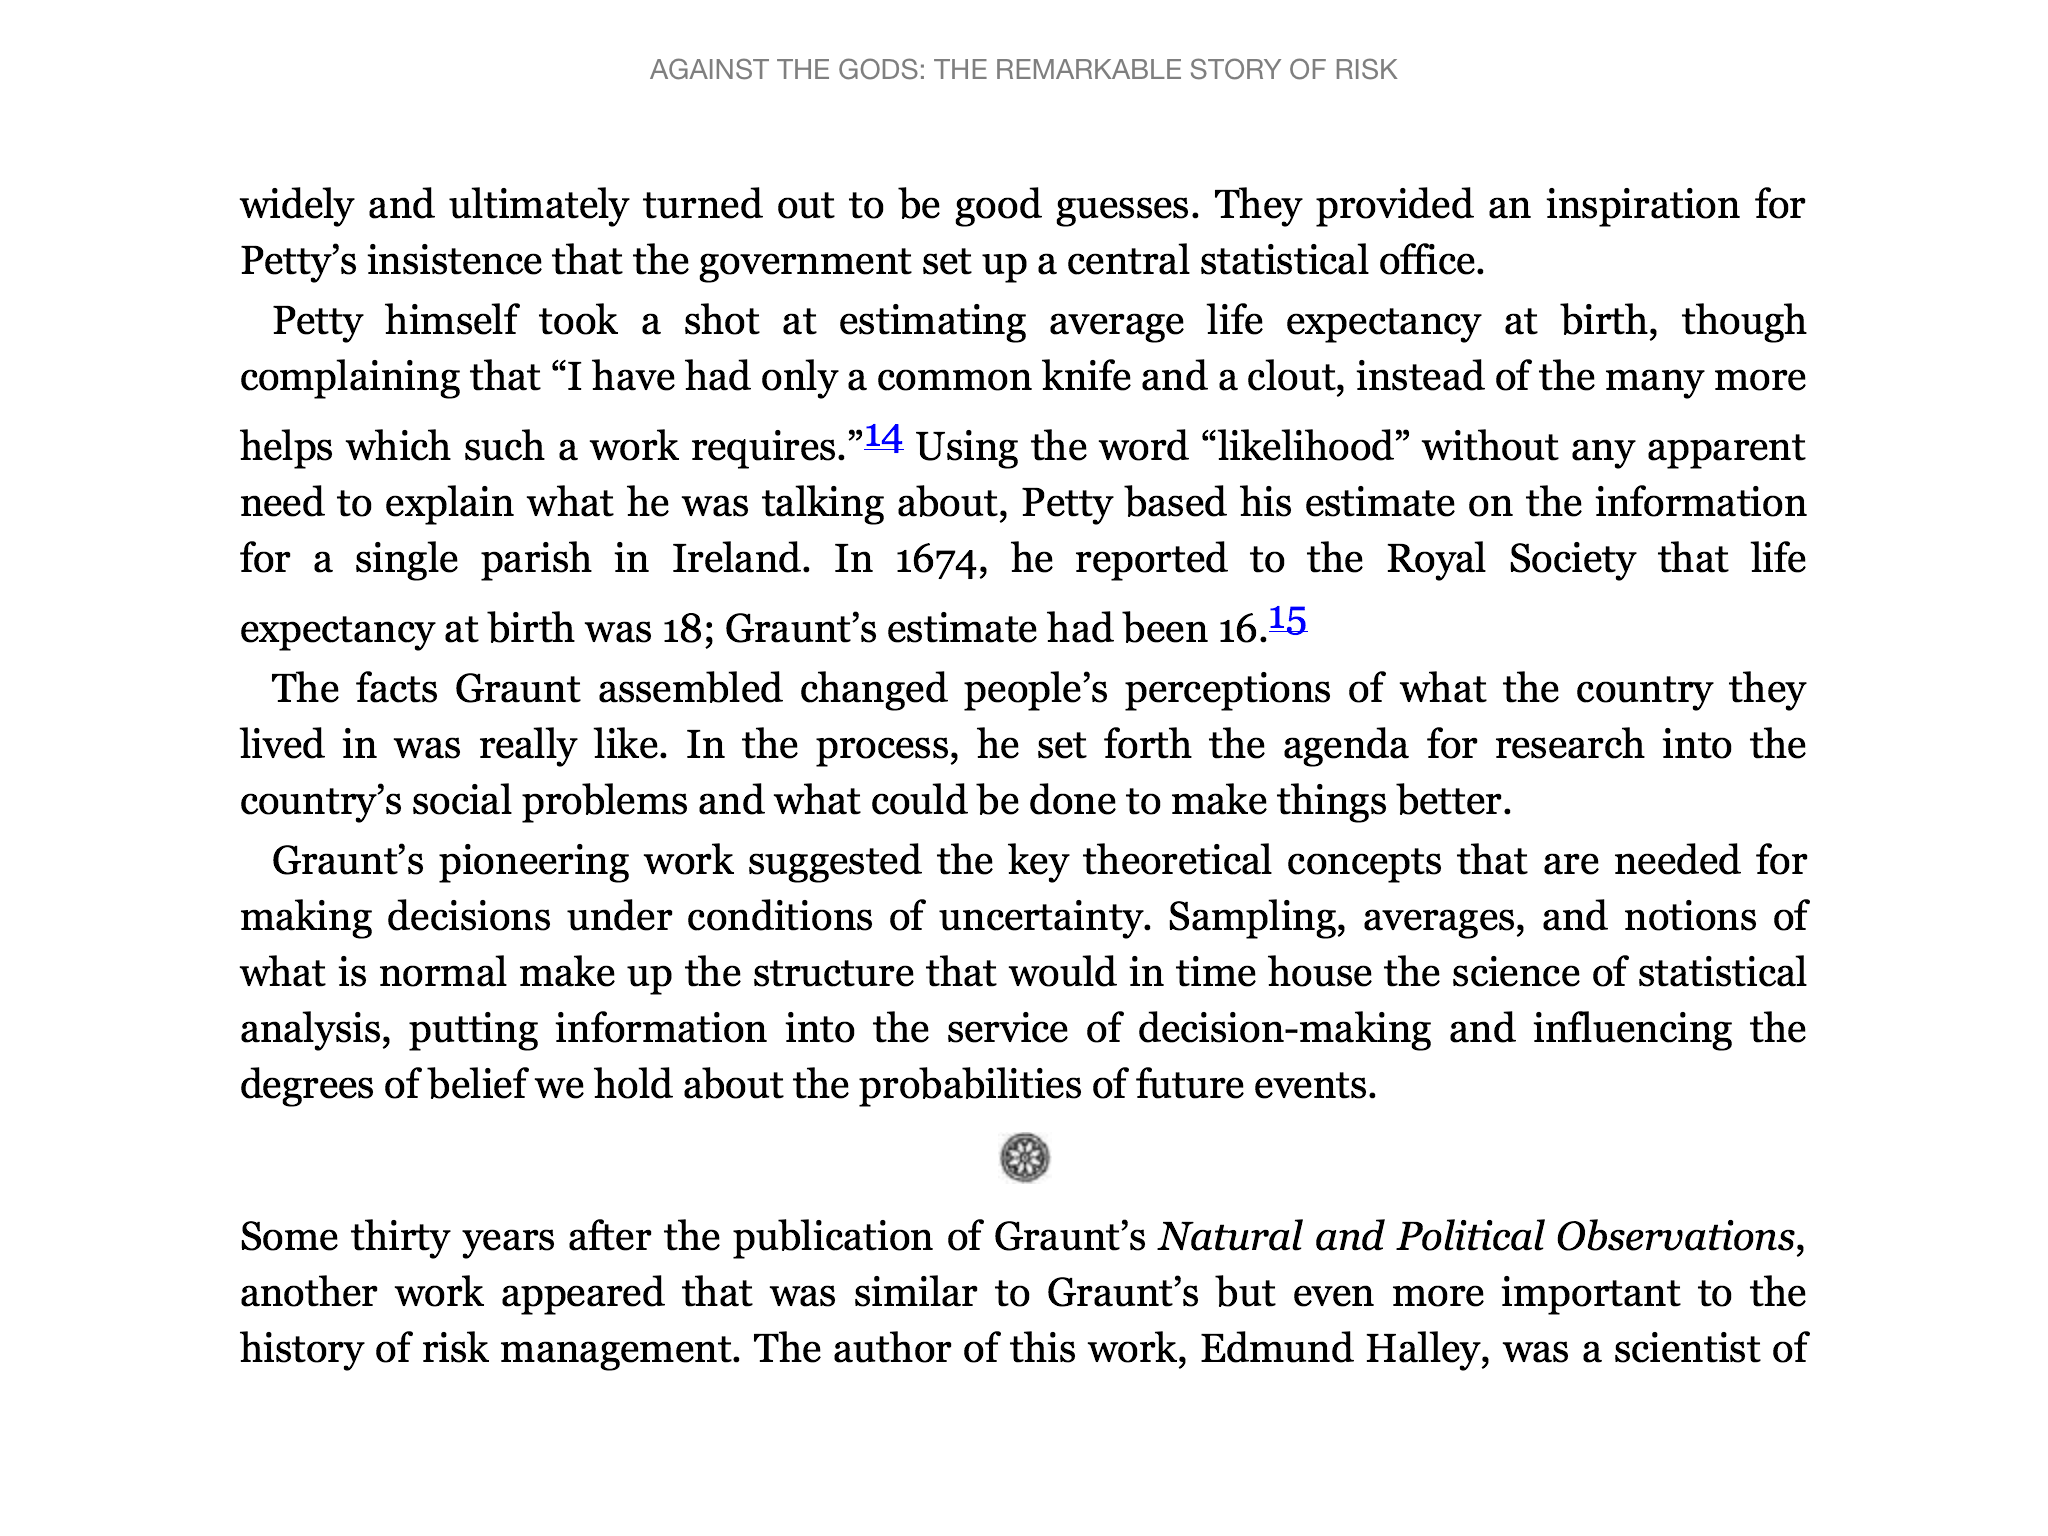 AGAINST THE GODS: THE REMARKABLE STORY OF RISK
widely and ultimately turned out to be good guesses. They provided an inspiration for
Petty’s insistence that the government set up a central statistical office.
Petty himself took a shot at estimating average life expectancy at birth, though
complaining that “I have had only a common knife and a clout, instead of the many more
helps which such a work requires.”14 Using the word “likelihood” without any apparent
need to explain what he was talking about, Petty based his estimate on the information
for a single parish in Ireland. In 1674, he reported to the Royal Society that life
expectancy at birth was 18; Graunt’s estimate had been 16.15
The facts Graunt assembled changed people’s perceptions of what the country they
lived in was really like. In the process, he set forth the agenda for research into the
country’s social problems and what could be done to make things better.
Graunt’s pioneering work suggested the key theoretical concepts that are needed for
making decisions under conditions of uncertainty. Sampling, averages, and notions of
what is normal make up the structure that would in time house the science of statistical
analysis, putting information into the service of decision-making and influencing the
degrees of belief we hold about the probabilities of future events.
Some thirty years after the publication of Graunt’s Natural and Political Observations,
another work appeared that was similar to Graunt’s but even more important to the
history of risk management. The author of this work, Edmund Halley, was a scientist of